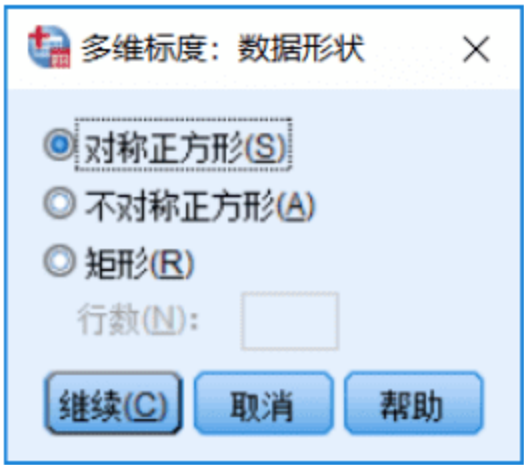 多维标度：数据形状
对称正方形(S)
不对称正方形(A)
矩形(R)
行数(N)：
继续(C)
取消
帮助